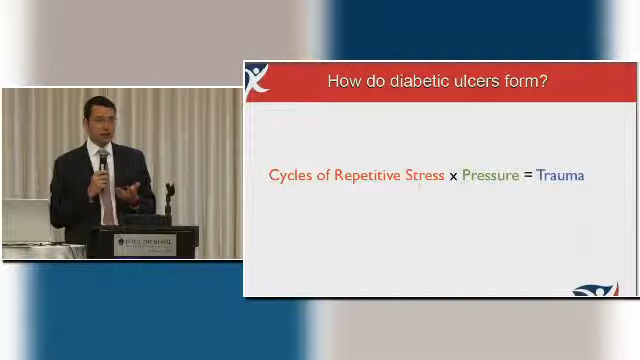 How do diabetic ulcers form?
Cycles of Repetitive Stress x Pressure = Trauma